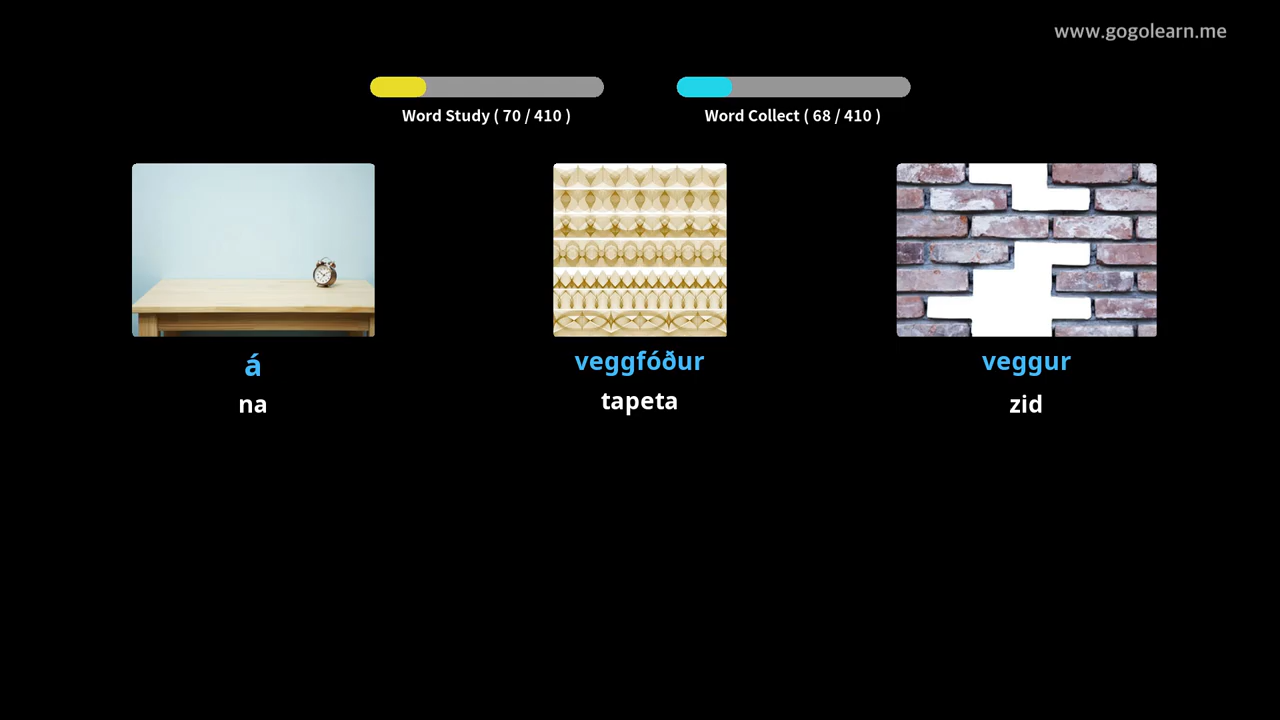 www.gogolearn.me
Word Study ( 70 / 410 )
Word Collect ( 68 / 410 )
á
na
veggfóður
tapeta
veggur
zid